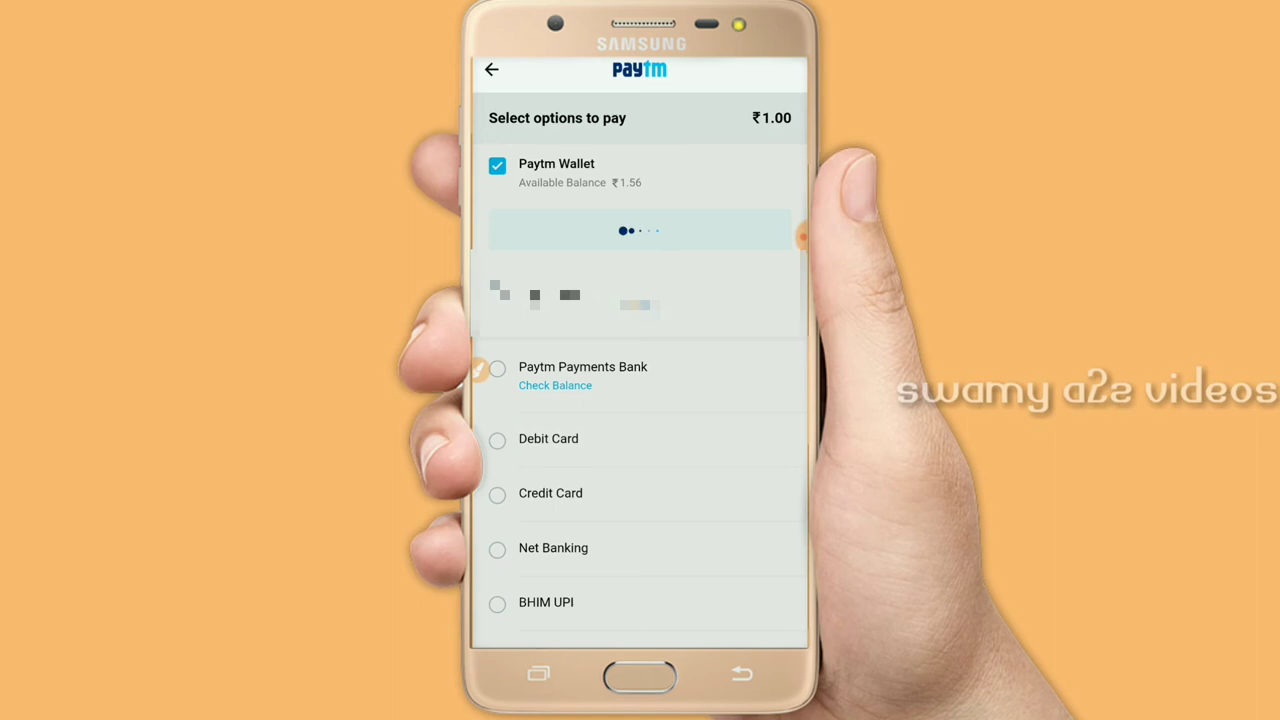 SAMSUNG
paytm
Select options to pay ₹1.00
Paytm Wallet
Available Balance ₹1.56
Paytm Payments Bank
Check Balance
Debit Card
Credit Card
Net Banking
BHIM UPI
swamy a2z videos